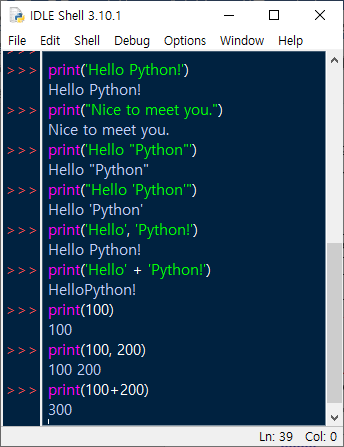 IDLE Shell 3.10.1
File Edit Shell Debug Options Window Help
>>> print('Hello Python!')
Hello Python!
>>> print("Nice to meet you.")
Nice to meet you.
>>> print('Hello "Python"')
Hello "Python"
>>> print("Hello 'Python'")
Hello 'Python'
>>> print('Hello', 'Python!')
Hello Python!
>>> print('Hello' + 'Python!')
HelloPython!
>>> print(100)
100
>>> print(100, 200)
100 200
>>> print(100+200)
300
Ln: 39 Col: 0